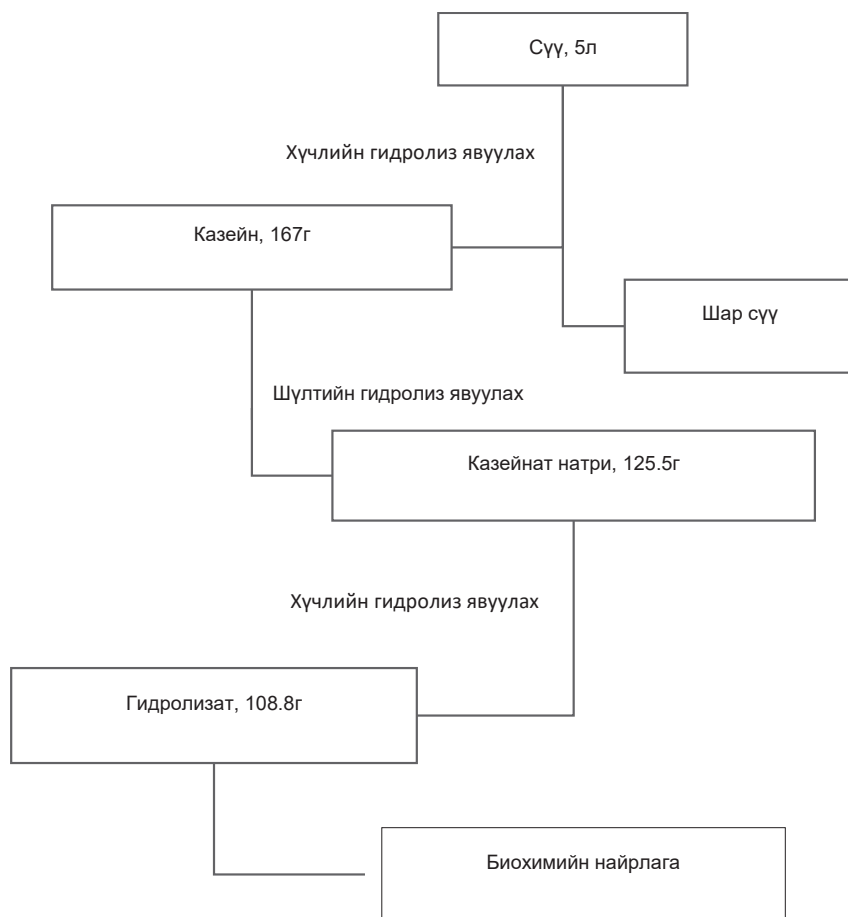 Сүү, 5л
Хүчлийн гидролиз явуулах
Казейн, 167г
Шар сүү
Шүлтийн гидролиз явуулах
Казейнат натри, 125.5г
Хүчлийн гидролиз явуулах
Гидролизат, 108.8г
Биохимийн найрлага